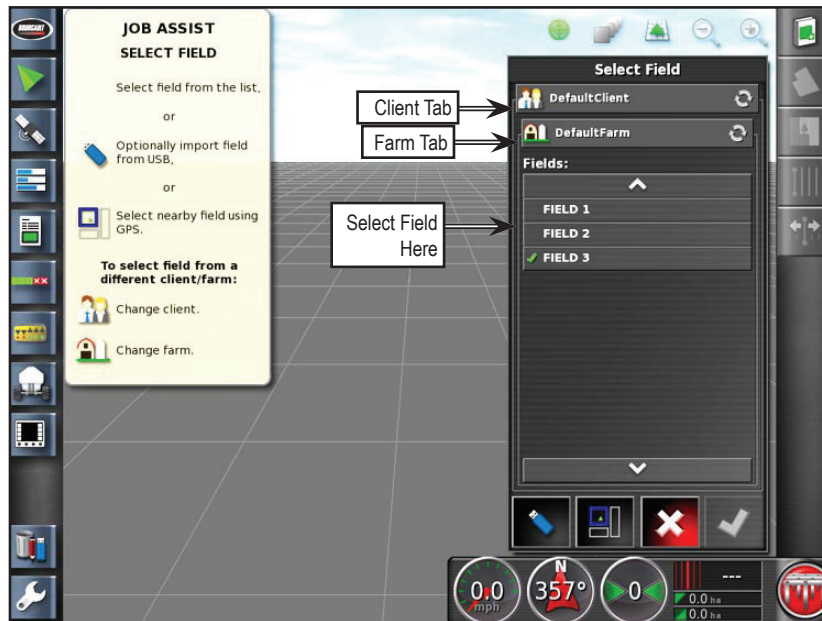 JOB ASSIST
SELECT FIELD
Select field from the list,
or
Optionally import field
from USB,
or
Select nearby field using
GPS.
To select field from a
different client/farm:
Change client.
Change farm.
Client Tab
Farm Tab
Select Field
Here
Select Field
DefaultClient
DefaultFarm
Fields:
FIELD 1
FIELD 2
FIELD 3
0.0
mph
N
357°
0
---
0.0 ha
0.0 ha